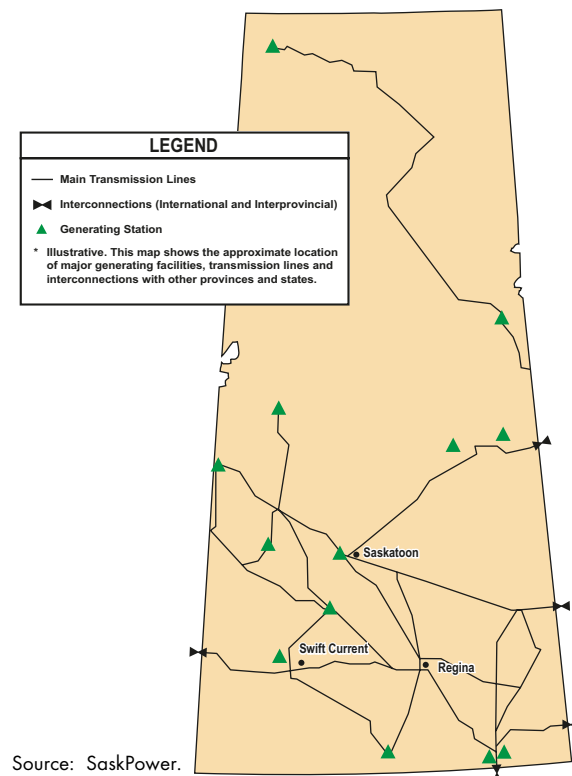 LEGEND
Main Transmission Lines
Interconnections (International and Interprovincial)
Generating Station
* Illustrative. This map shows the approximate location
of major generating facilities, transmission lines and
interconnections with other provinces and states.
Saskatoon
Swift Current
Regina
Source: SaskPower.